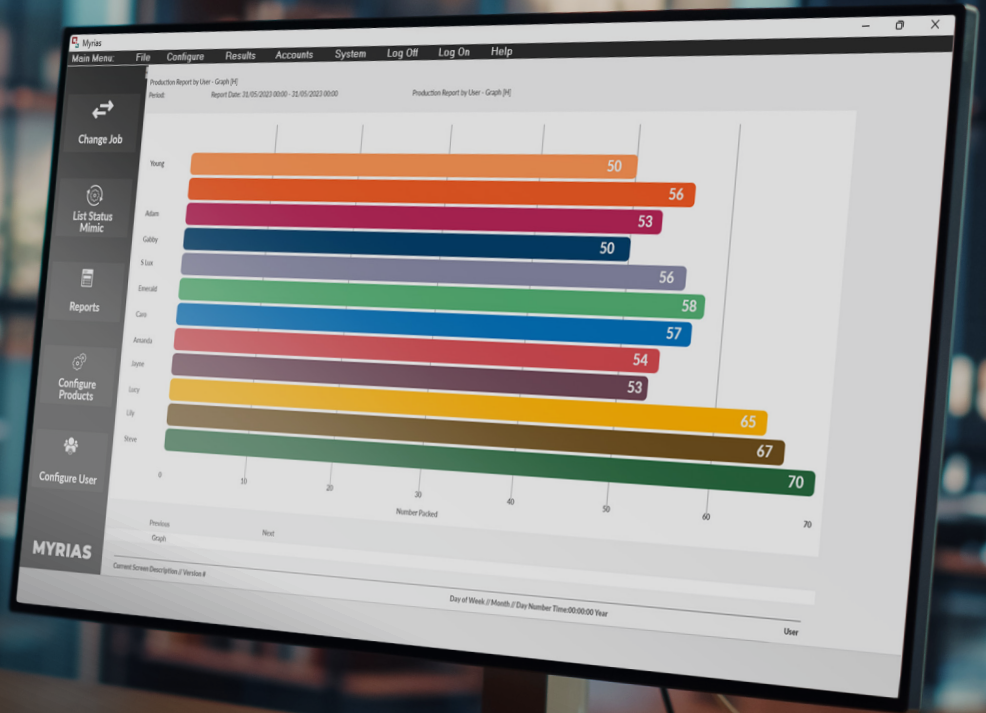 Myrias
Main Menu: File Configure Results Accounts System Log Off Log On Help
Production Report by User - Graph [H]
Period: Report Date: 31/05/2023 00:00 - 31/05/2023 00:00 Production Report by User - Graph [H]
Change Job
List Status
Mimic
Reports
Configure
Products
Configure User
MYRIAS
Young 50
56
Adam 53
Gabby 50
S Lux 56
Emerald 58
Caro 57
Amanda 54
Jayne 53
Lucy 65
Lily 67
Steve 70
0 10 20 30 40 50 60 70
Number Packed
Previous Next
Graph
Current Screen Description // Version #
Day of Week // Month // Day Number Time:00:00:00 Year
User